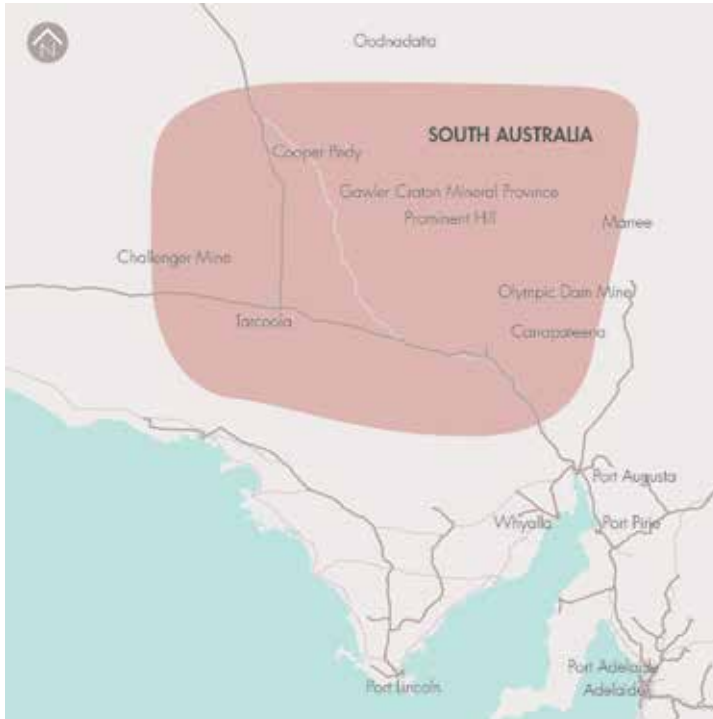 N
Oodnadatta
SOUTH AUSTRALIA
Cooper Pedy
Gawler Craton Mineral Province
Prominent Hill
Marree
Challenger Mine
Olympic Dam Mine
Tarcoola
Carrapateena
Port Augusta
Whyalla
Port Pirie
Port Adelaide
Adelaide
Port Lincoln